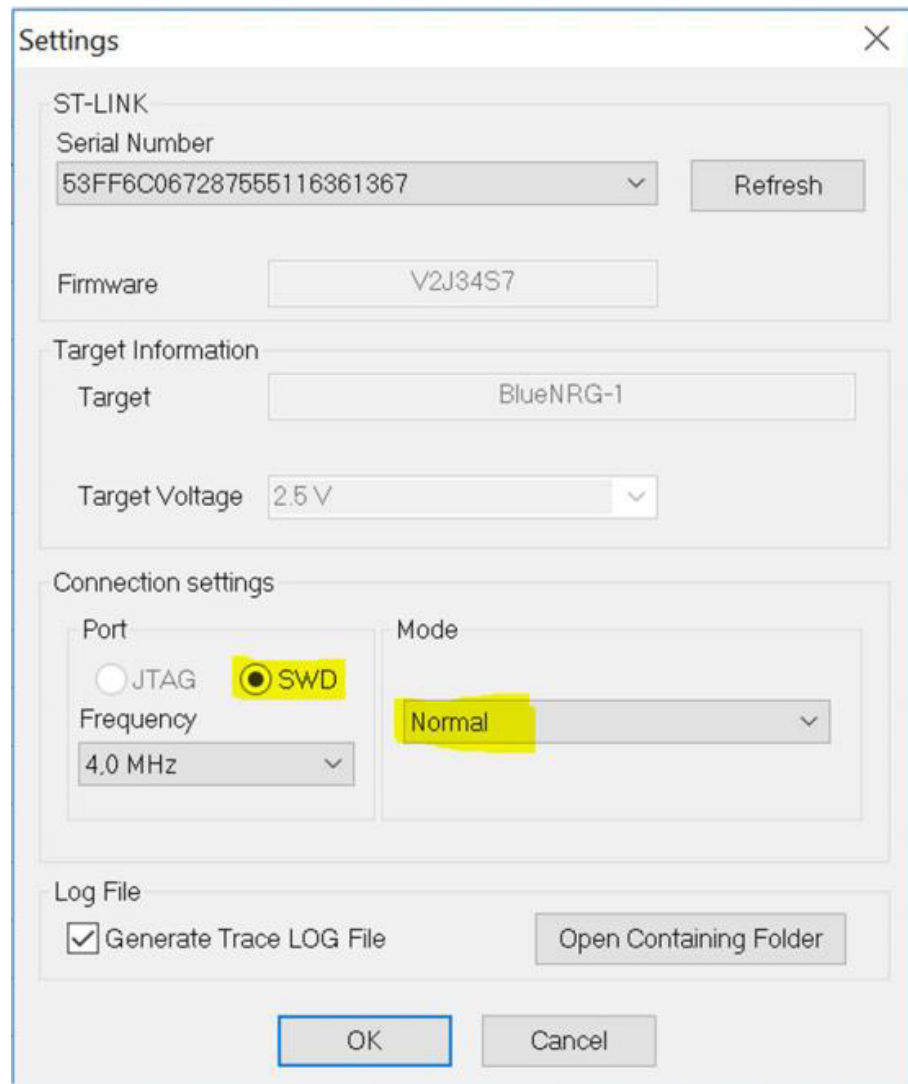 Settings
ST-LINK
Serial Number
53FF6C067287555116361367
Refresh
Firmware
V2J34S7
Target Information
Target
BlueNRG-1
Target Voltage
2.5 V
Connection settings
Port
Mode
JTAG
SWD
Frequency
Normal
4,0 MHz
Log File
Generate Trace LOG File
Open Containing Folder
OK
Cancel